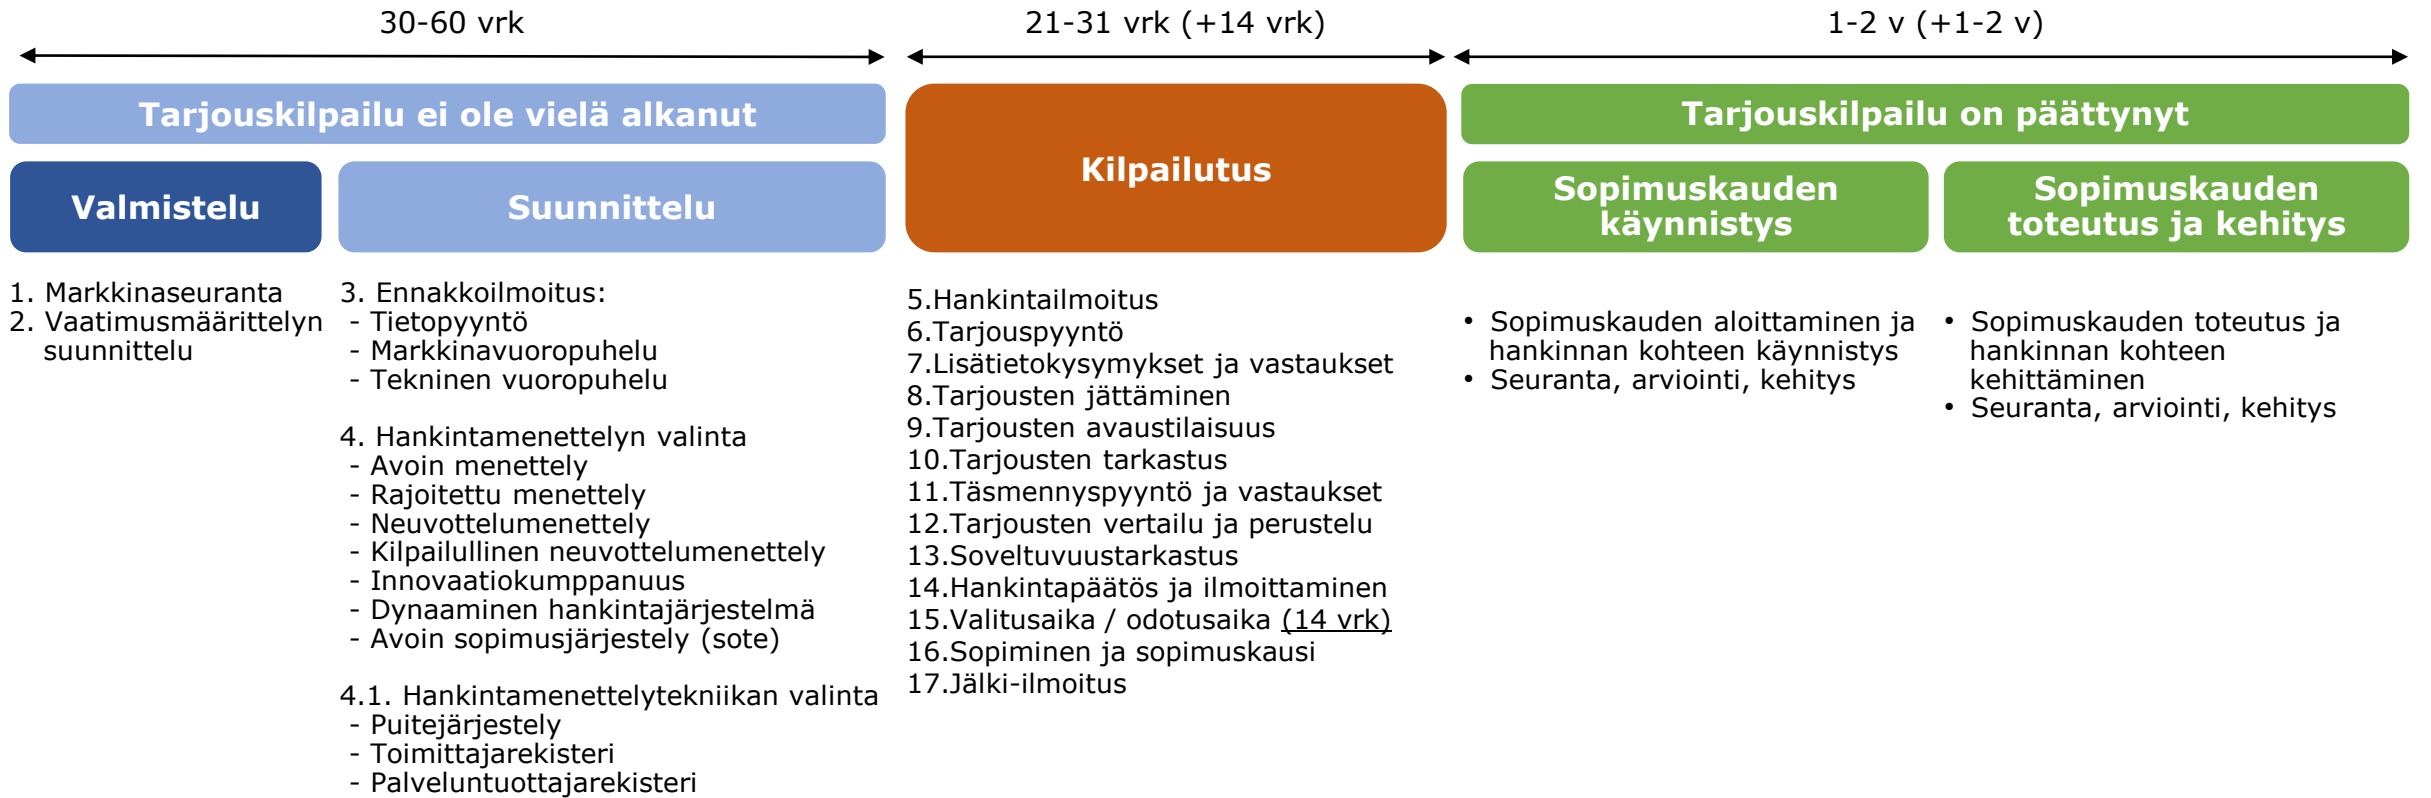 30-60 vrk
21-31 vrk (+14 vrk)
1-2 v (+1-2 v)
Tarjouskilpailu ei ole vielä alkanut
Valmistelu
Suunnittelu
Kilpailutus
Tarjouskilpailu on päättynyt
Sopimuskauden
käynnistys
Sopimuskauden
toteutus ja kehitys
1. Markkinaseuranta
2. Vaatimusmäärittelyn
suunnittelu
3. Ennakkoilmoitus:
- Tietopyyntö
- Markkinavuoropuhelu
- Tekninen vuoropuhelu
4. Hankintamenettelyn valinta
- Avoin menettely
- Rajoitettu menettely
- Neuvottelumenettely
- Kilpailullinen neuvottelumenettely
- Innovaatiokumppanuus
- Dynaaminen hankintajärjestelmä
- Avoin sopimusjärjestely (sote)
4.1. Hankintamenettelytekniikan valinta
- Puitejärjestely
- Toimittajarekisteri
- Palveluntuottajarekisteri
5.Hankintailmoitus
6.Tarjouspyyntö
7.Lisätietokysymykset ja vastaukset
8.Tarjousten jättäminen
9.Tarjousten avaustilaisuus
10.Tarjousten tarkastus
11.Täsmennyspyyntö ja vastaukset
12.Tarjousten vertailu ja perustelu
13.Soveltuvuustarkastus
14.Hankintapäätös ja ilmoittaminen
15.Valitusaika / odotusaika (14 vrk)
16.Sopiminen ja sopimuskausi
17.Jälki-ilmoitus
• Sopimuskauden aloittaminen ja
hankinnan kohteen käynnistys
• Seuranta, arviointi, kehitys
• Sopimuskauden toteutus ja
hankinnan kohteen
kehittäminen
• Seuranta, arviointi, kehitys